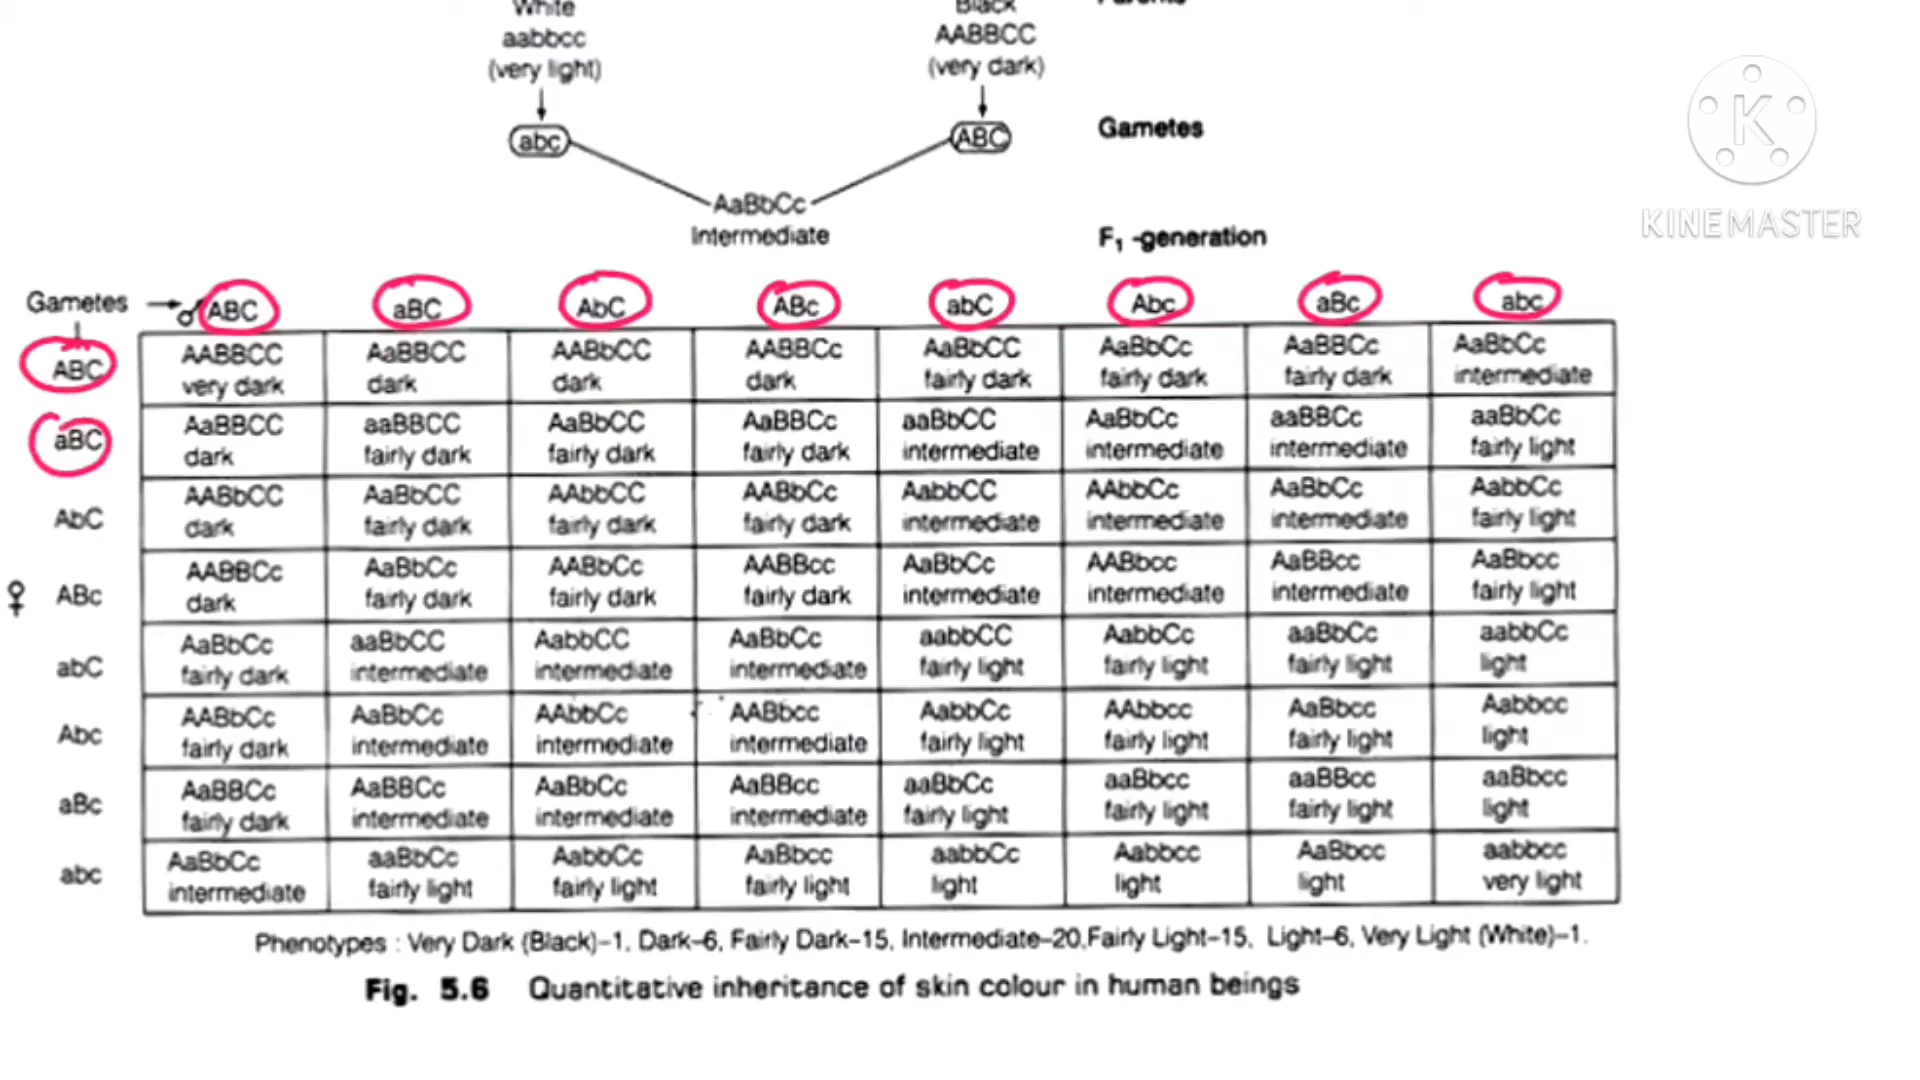 White
Black
Parents
aabbcc
AABBCC
(very light)
(very dark)
abc
ABC
Gametes
AaBbCc
Intermediate
F₁ -generation
K
KINEMASTER
Gametes
♂ ABC aBC AbC ABc abC Abc aBc abc
ABC
AABBCC AaBBCC AABbCC AABBCc AaBbCC AaBbCc AaBBCc AaBbCc
very dark dark dark dark fairly dark fairly dark fairly dark intermediate
aBC
AaBBCC aaBBCC AaBbCC AaBBCc aaBbCC AaBbCc aaBBCc aaBbCc
dark fairly dark fairly dark fairly dark intermediate intermediate intermediate fairly light
AbC
AABbCC AaBbCC AAbbCC AABbCc AabbCC AAbbCc AaBbCc AabbCc
dark fairly dark fairly dark fairly dark intermediate intermediate intermediate fairly light
♀ ABc
AABBCc AaBbCc AABbCc AABBcc AaBbCc AABbcc AaBBcc AaBbcc
dark fairly dark fairly dark fairly dark intermediate intermediate intermediate fairly light
abC
AaBbCc aaBbCC AabbCC AaBbCc aabbCC AabbCc aaBbCc aabbCc
fairly dark intermediate intermediate intermediate fairly light fairly light fairly light light
Abc
AABbCc AaBbCc AAbbCc AABbcc AabbCc AAbbcc AaBbcc Aabbcc
fairly dark intermediate intermediate intermediate fairly light fairly light fairly light light
aBc
AaBBCc AaBBCc AaBbCc AaBBcc aaBbCc aaBbcc aaBBcc aaBbcc
fairly dark intermediate intermediate intermediate fairly light fairly light fairly light light
abc
AaBbCc aaBbCc AabbCc AaBbcc aabbCc Aabbcc AaBbcc aabbcc
intermediate fairly light fairly light fairly light light light light very light
Phenotypes : Very Dark (Black)-1, Dark-6, Fairly Dark-15, Intermediate-20,Fairly Light-15, Light-6, Very Light (White)-1.
Fig. 5.6 Quantitative inheritance of skin colour in human beings